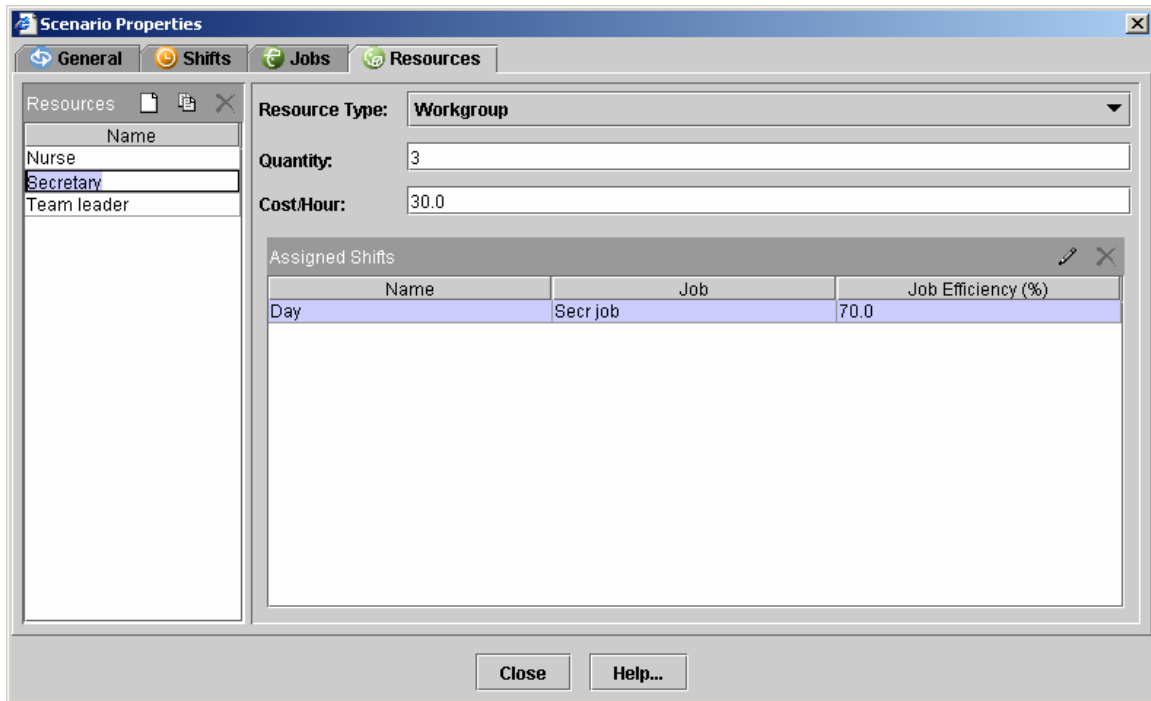 Scenario Properties
General Shifts Jobs Resources
Resources
Name
Nurse
Secretary
Team leader
Resource Type: Workgroup
Quantity: 3
Cost/Hour: 30.0
Assigned Shifts
Name Job Job Efficiency (%)
Day Secr job 70.0
Close Help...